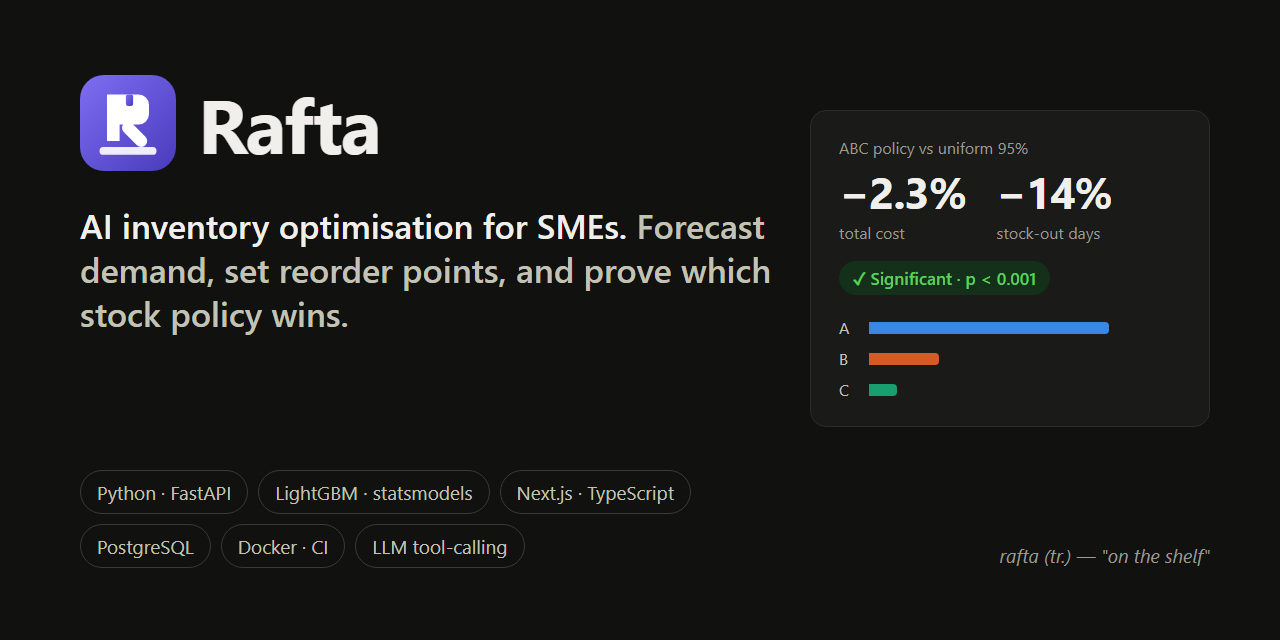 Rafta
AI inventory optimisation for SMEs. Forecast
demand, set reorder points, and prove which
stock policy wins.
ABC policy vs uniform 95%
−2.3% −14%
total cost stock-out days
✓ Significant · p < 0.001
A
B
C
Python · FastAPI LightGBM · statsmodels Next.js · TypeScript
PostgreSQL Docker · CI LLM tool-calling
rafta (tr.) — "on the shelf"